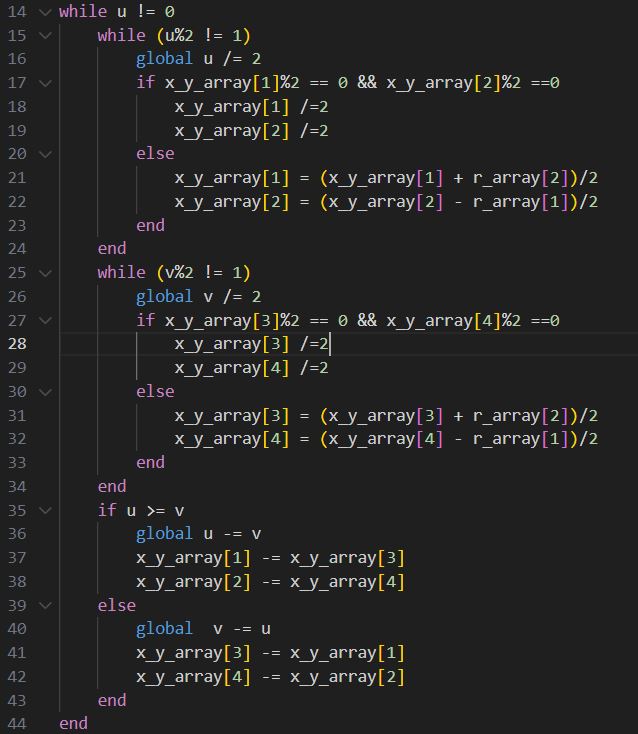 14 while u != 0
15     while (u%2 != 1)
16         global u /= 2
17         if x_y_array[1]%2 == 0 && x_y_array[2]%2 ==0
18             x_y_array[1] /=2
19             x_y_array[2] /=2
20         else
21             x_y_array[1] = (x_y_array[1] + r_array[2])/2
22             x_y_array[2] = (x_y_array[2] - r_array[1])/2
23         end
24     end
25     while (v%2 != 1)
26         global v /= 2
27         if x_y_array[3]%2 == 0 && x_y_array[4]%2 ==0
28             x_y_array[3] /=2
29             x_y_array[4] /=2
30         else
31             x_y_array[3] = (x_y_array[3] + r_array[2])/2
32             x_y_array[4] = (x_y_array[4] - r_array[1])/2
33         end
34     end
35     if u >= v
36         global u -= v
37         x_y_array[1] -= x_y_array[3]
38         x_y_array[2] -= x_y_array[4]
39     else
40         global  v -= u
41         x_y_array[3] -= x_y_array[1]
42         x_y_array[4] -= x_y_array[2]
43     end
44 end